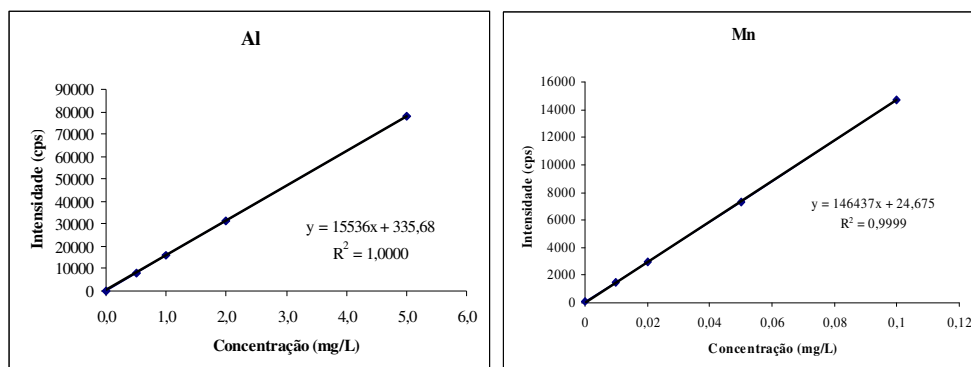 Al
90000
80000
70000
60000
50000
40000
30000
20000
10000
0
Intensidade (cps)
y = 15536x + 335,68
R² = 1,0000
0,0 1,0 2,0 3,0 4,0 5,0 6,0
Concentração (mg/L)
Mn
16000
14000
12000
10000
8000
6000
4000
2000
0
Intensidade (cps)
y = 146437x + 24,675
R² = 0,9999
0 0,02 0,04 0,06 0,08 0,1 0,12
Concentração (mg/L)